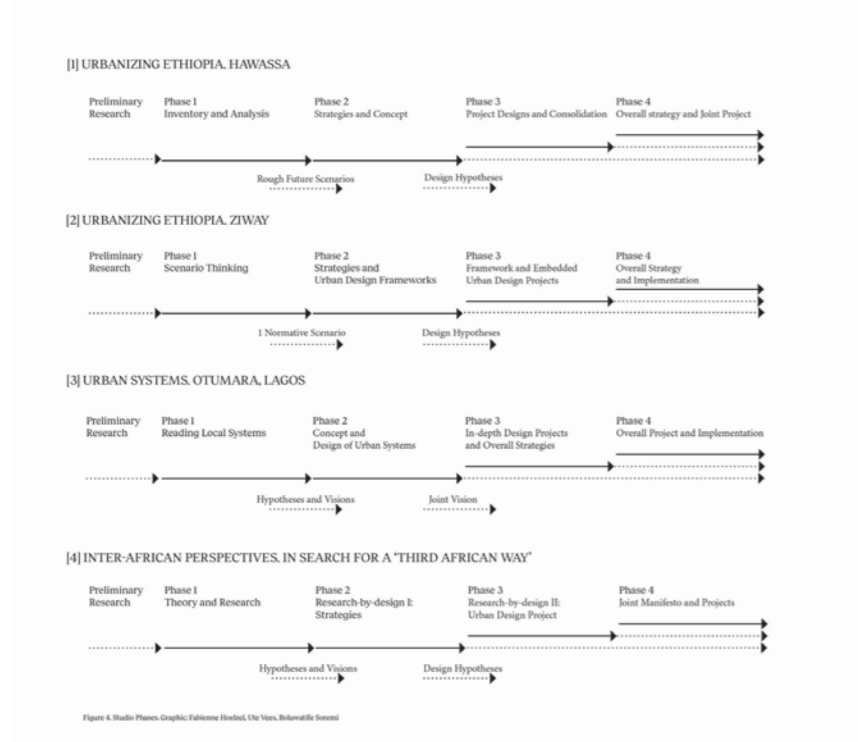 [1] URBANIZING ETHIOPIA. HAWASSA
Preliminary
Research
Phase 1
Inventory and Analysis
Phase 2
Strategies and Concept
Phase 3
Project Designs and Consolidation
Phase 4
Overall strategy and Joint Project
Rough Future Scenarios
Design Hypotheses
[2] URBANIZING ETHIOPIA. ZIWAY
Preliminary
Research
Phase 1
Scenario Thinking
Phase 2
Strategies and
Urban Design Frameworks
Phase 3
Framework and Embedded
Urban Design Projects
Phase 4
Overall Strategy
and Implementation
1 Normative Scenario
Design Hypotheses
[3] URBAN SYSTEMS. OTUMARA, LAGOS
Preliminary
Research
Phase 1
Reading Local Systems
Phase 2
Concept and
Design of Urban Systems
Phase 3
In-depth Design Projects
and Overall Strategies
Phase 4
Overall Project and Implementation
Hypotheses and Visions
Joint Vision
[4] INTER-AFRICAN PERSPECTIVES. IN SEARCH FOR A ‘THIRD AFRICAN WAY’
Preliminary
Research
Phase 1
Theory and Research
Phase 2
Research-by-design I:
Strategies
Phase 3
Research-by-design II:
Urban Design Project
Phase 4
Joint Manifesto and Projects
Hypotheses and Visions
Design Hypotheses
Figure 4. Studio Phases. Graphic: Fabienne Hoelzel, Ute Vees, Boluwatife Soremi